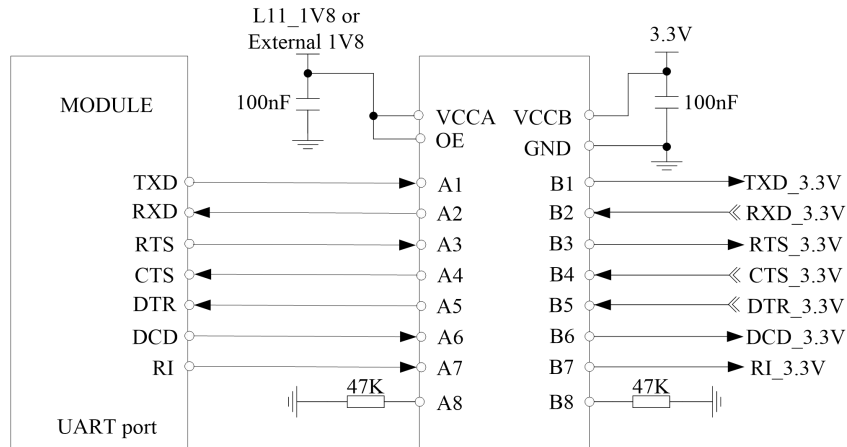 L11_1V8 or
External 1V8
3.3V
MODULE
100nF
VCCA
VCCB
100nF
OE
GND
TXD
A1
B1
TXD_3.3V
RXD
A2
B2
RXD_3.3V
RTS
A3
B3
RTS_3.3V
CTS
A4
B4
CTS_3.3V
DTR
A5
B5
DTR_3.3V
DCD
A6
B6
DCD_3.3V
RI
A7
B7
RI_3.3V
47K
A8
B8
47K
UART port